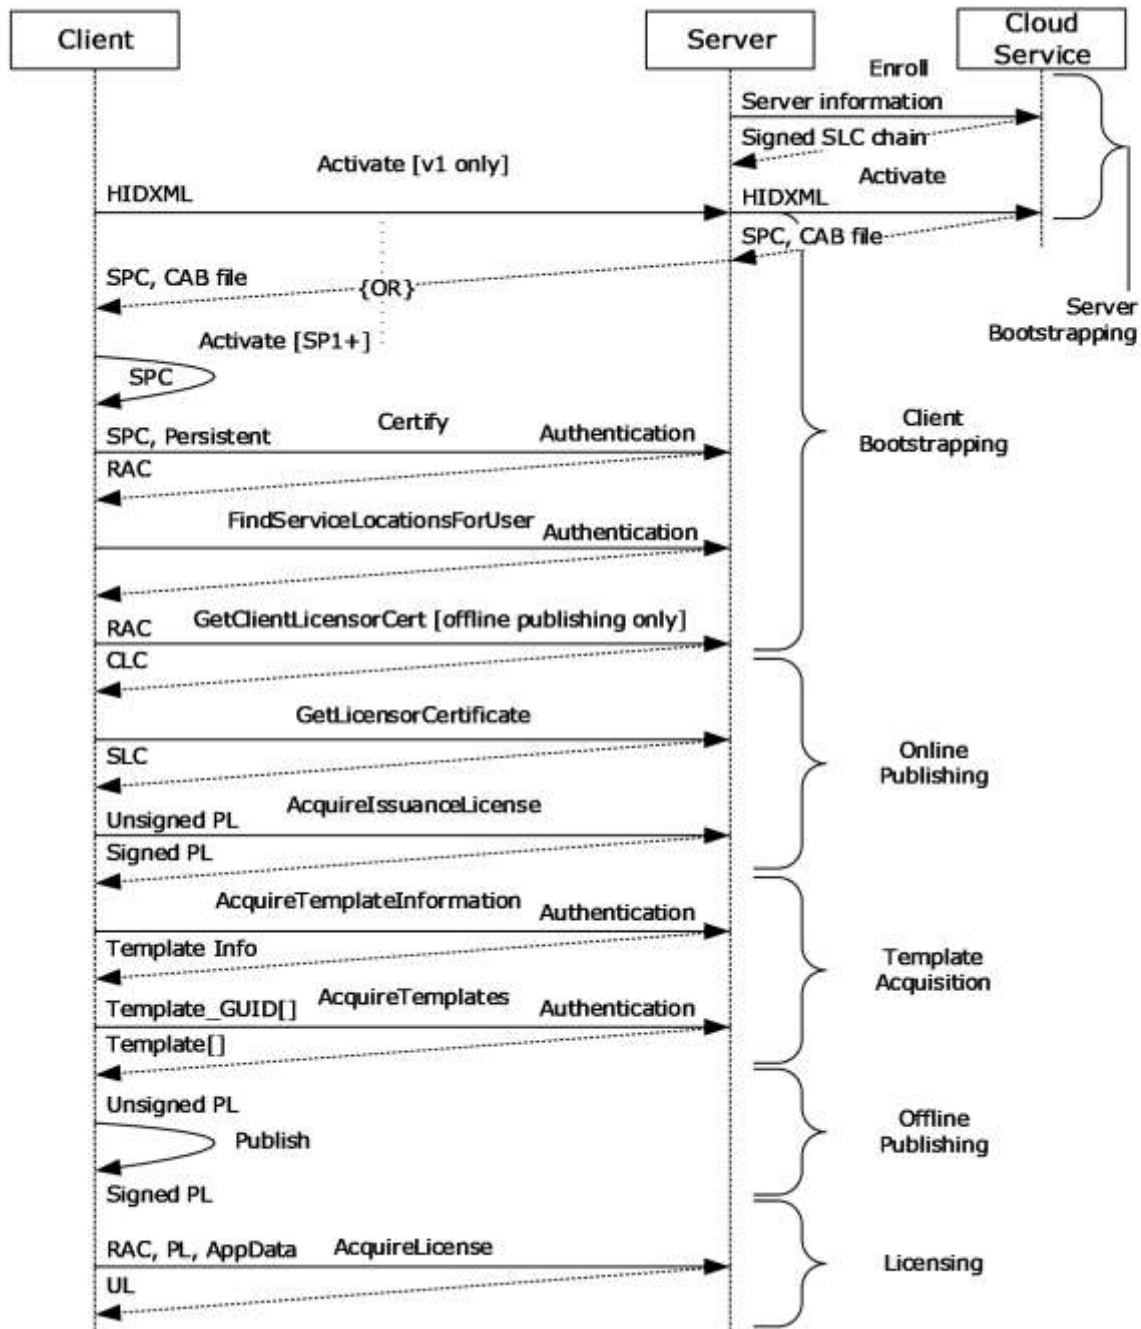 Client
Server
Cloud
Service
Enroll
Server information
Signed SLC chain
Activate [v1 only]
Activate
HIDXML
HIDXML
SPC, CAB file
SPC, CAB file
{OR}
Server
Bootstrapping
Activate [SP1+]
SPC
Certify
SPC, Persistent
Authentication
Client
Bootstrapping
RAC
FindServiceLocationsForUser
Authentication
GetClientLicensorCert [offline publishing only]
RAC
CLC
GetLicensorCertificate
SLC
Online
Publishing
AcquireIssuanceLicense
Unsigned PL
Signed PL
AcquireTemplateInformation
Authentication
Template Info
Template
Acquisition
AcquireTemplates
Template_GUID[]
Authentication
Template[]
Unsigned PL
Publish
Offline
Publishing
Signed PL
RAC, PL, AppData
AcquireLicense
Licensing
UL